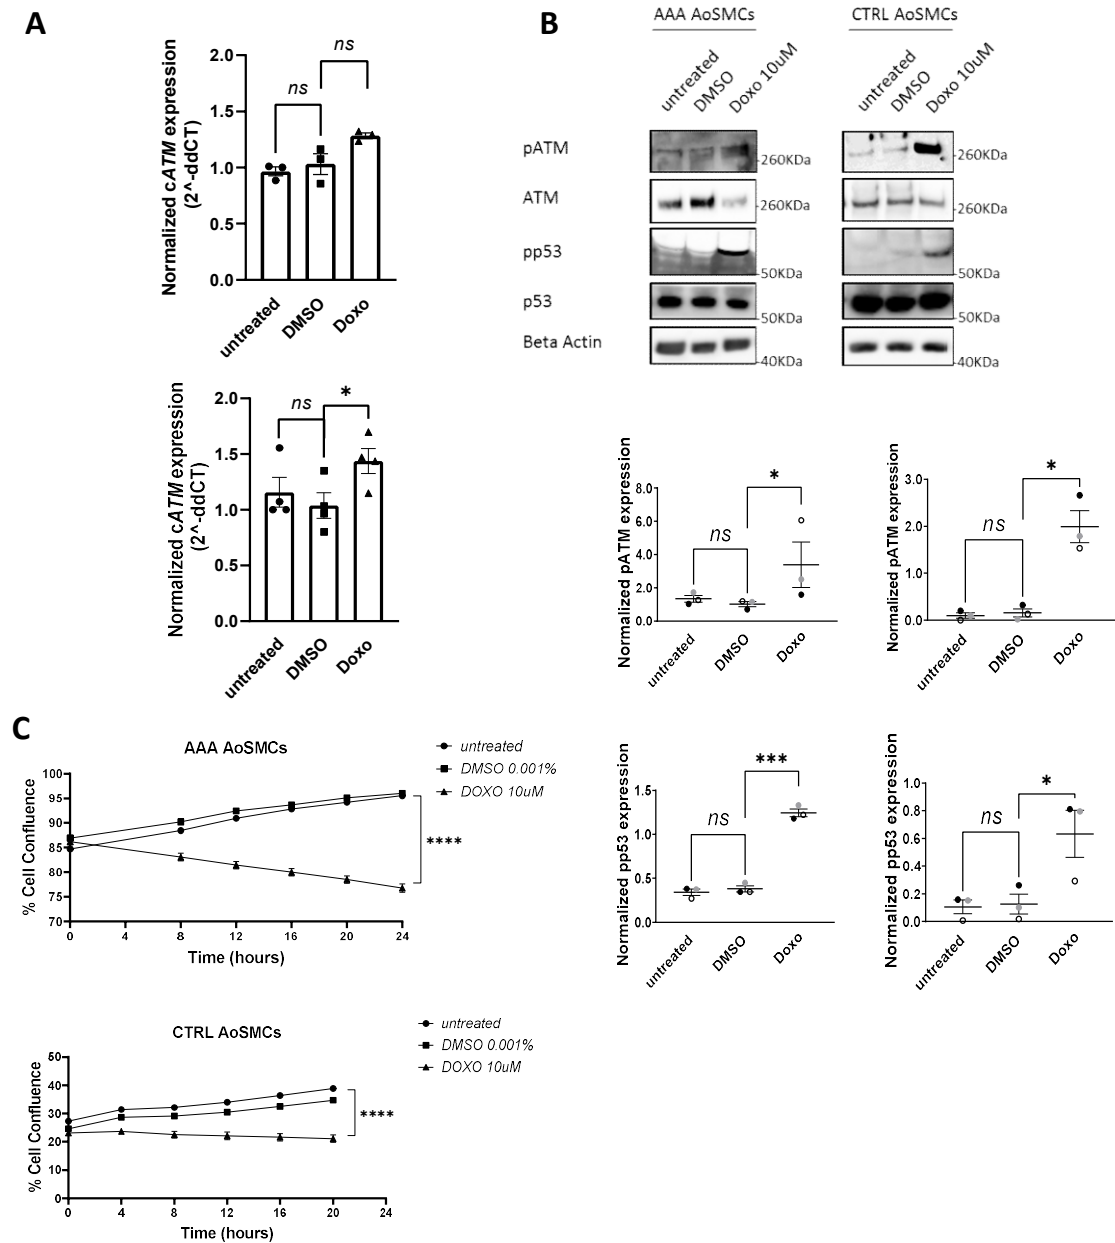 A
Normalized cATM expression
(2^-ddCT)
2.0
1.5
1.0
0.5
0.0
ns
ns
untreated
DMSO
Doxo
Normalized cATM expression
(2^-ddCT)
2.0
1.5
1.0
0.5
0.0
ns
*
untreated
DMSO
Doxo
B
AAA AoSMCs
CTRL AoSMCs
untreated
DMSO
Doxo 10uM
untreated
DMSO
Doxo 10uM
pATM
-260KDa
-260KDa
ATM
-260KDa
-260KDa
pp53
-50KDa
-50KDa
p53
-50KDa
-50KDa
Beta Actin
-40KDa
-40KDa
Normalized pATM expression
8.0
6.0
4.0
2.0
0.0
ns
*
untreated
DMSO
Doxo
Normalized pATM expression
3.0
2.0
1.0
0.0
ns
*
untreated
DMSO
Doxo
Normalized pp53 expression
1.5
1.0
0.5
0.0
ns
***
untreated
DMSO
Doxo
Normalized pp53 expression
1.0
0.8
0.6
0.4
0.2
0.0
ns
*
untreated
DMSO
Doxo
C
AAA AoSMCs
untreated
DMSO 0.001%
DOXO 10uM
% Cell Confluence
100
95
90
85
80
75
70
****
0 4 8 12 16 20 24
Time (hours)
CTRL AoSMCs
untreated
DMSO 0.001%
DOXO 10uM
% Cell Confluence
50
40
30
20
10
0
****
0 4 8 12 16 20 24
Time (hours)